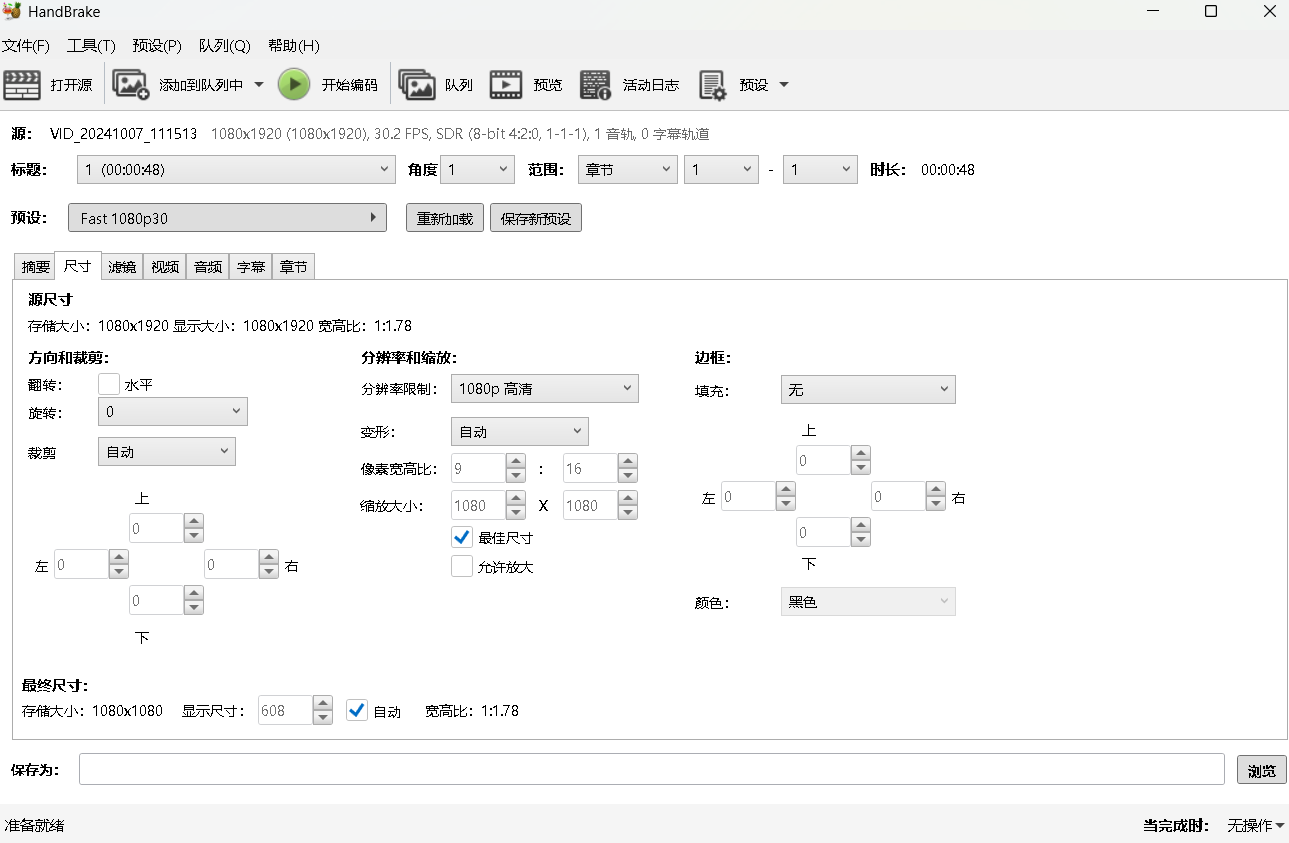 HandBrake
文件(F) 工具(T) 预设(P) 队列(Q) 帮助(H)
打开源 添加到队列中 开始编码 队列 预览 活动日志 预设
源: VID_20241007_111513 1080x1920 (1080x1920), 30.2 FPS, SDR (8-bit 4:2:0, 1-1-1), 1 音轨, 0 字幕轨道
标题: 1 (00:00:48) 角度 1 范围: 章节 1 - 1 时长: 00:00:48
预设: Fast 1080p30 重新加载 保存新预设
摘要 尺寸 滤镜 视频 音频 字幕 章节
源尺寸
存储大小: 1080x1920 显示大小: 1080x1920 宽高比: 1:1.78
方向和裁剪: 分辨率和缩放: 边框:
翻转: 水平 分辨率限制: 1080p 高清 填充: 无
旋转: 0
变形: 自动 上
裁剪 自动 0
像素宽高比: 9 : 16
上 左 0 0 右
缩放大小: 1080 X 1080
0 最佳尺寸 0
左 0 0 右 允许放大 下
0 颜色: 黑色
下
最终尺寸:
存储大小: 1080x1080 显示尺寸: 608 自动 宽高比: 1:1.78
保存为: 浏览
准备就绪 当完成时: 无操作